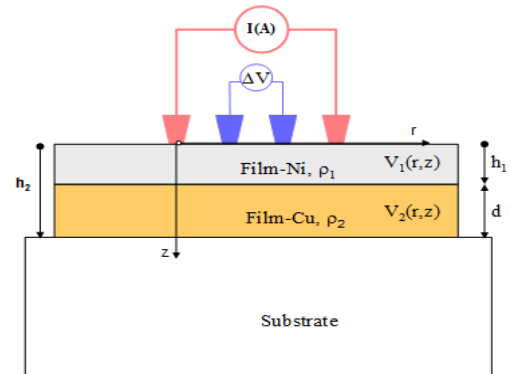 I(A)
ΔV
r
Film-Ni, ρ₁
V₁(r,z)
h₁
h₂
Film-Cu, ρ₂
V₂(r,z)
d
z
Substrate